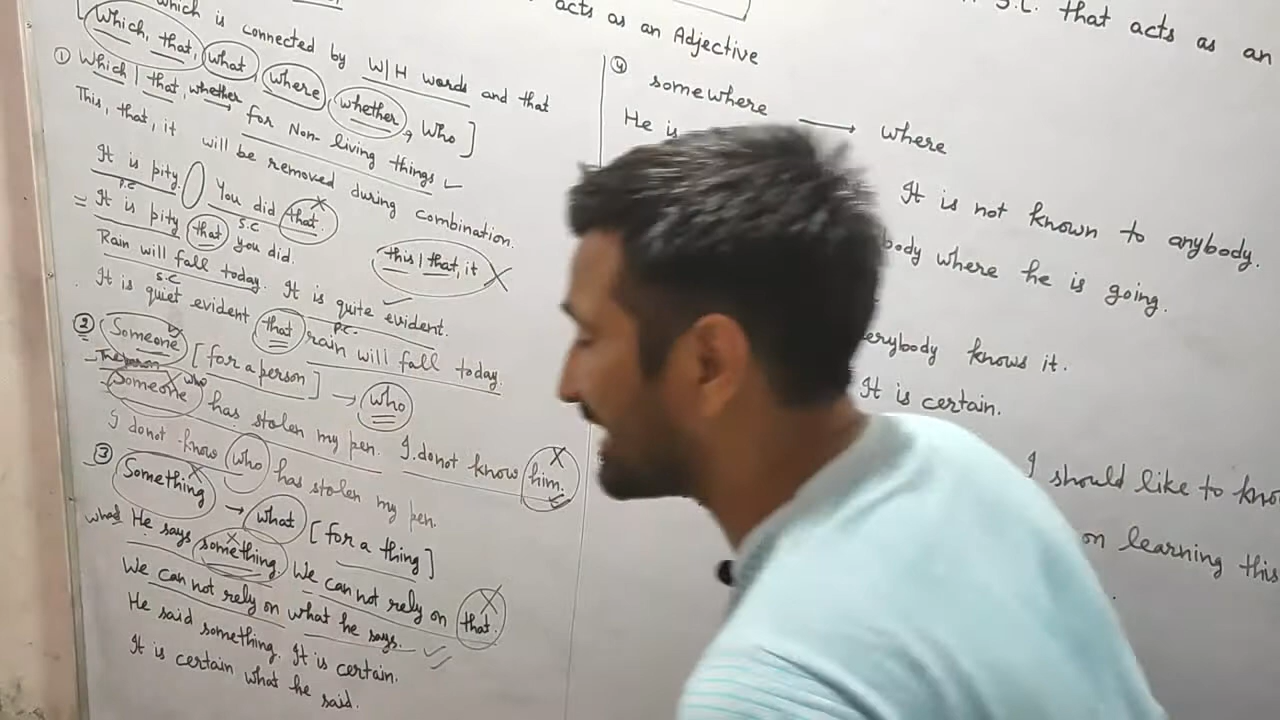 which is connected by W|H words and that
Which, that, what, where, whether, Who ]
① Which | that, whether → for Non-living things
This, that, it will be removed during combination.
It is pity. You did that.
P.C S.C
= It is pity that you did.
this | that, it
Rain will fall today. It is quite evident.
S.C P.C.
It is quiet evident that rain will fall today.
② Someone [for a person] → who
The person who
Someone has stolen my pen. I donot know him.
I donot know who has stolen my pen.
③ Something → what [for a thing]
what He says something. We can not rely on that.
We can not rely on what he says.
He said something. It is certain.
It is certain what he said.
acts as an Adjective
④ somewhere → where
He is
It is not known to anybody.
body where he is going.
erybody knows it.
It is certain.
I should like to kno
on learning this
S.C. that acts as an